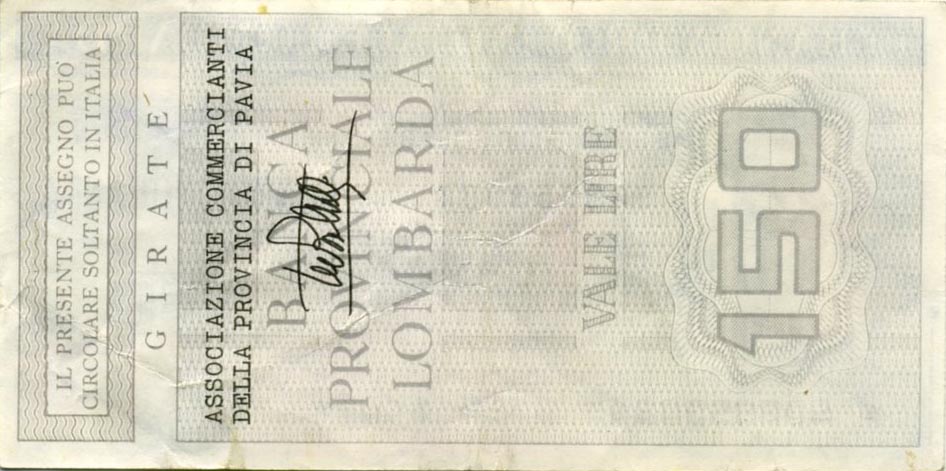 IL PRESENTE ASSEGNO PUO'
CIRCOLARE SOLTANTO IN ITALIA
GIRATE
ASSOCIAZIONE COMMERCIANTI
DELLA PROVINCIA DI PAVIA
BANCA
PROVINCIALE
LOMBARDA
VALE LIRE
150